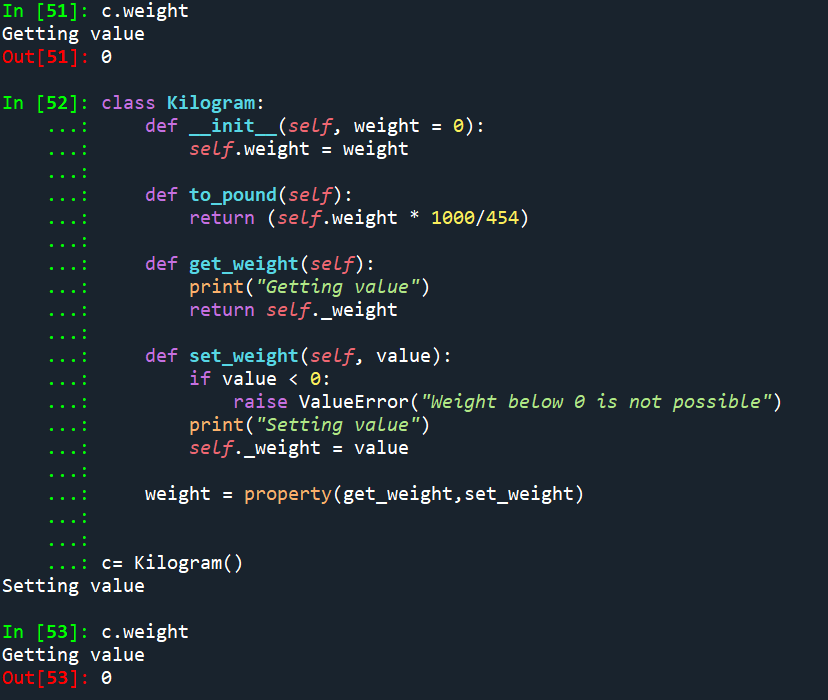 In [51]: c.weight
Getting value
Out[51]: 0

In [52]: class Kilogram:
    ...:     def __init__(self, weight = 0):
    ...:         self.weight = weight
    ...:
    ...:     def to_pound(self):
    ...:         return (self.weight * 1000/454)
    ...:
    ...:     def get_weight(self):
    ...:         print("Getting value")
    ...:         return self._weight
    ...:
    ...:     def set_weight(self, value):
    ...:         if value < 0:
    ...:             raise ValueError("Weight below 0 is not possible")
    ...:         print("Setting value")
    ...:         self._weight = value
    ...:
    ...:     weight = property(get_weight,set_weight)
    ...:
    ...:
    ...: c= Kilogram()
Setting value

In [53]: c.weight
Getting value
Out[53]: 0